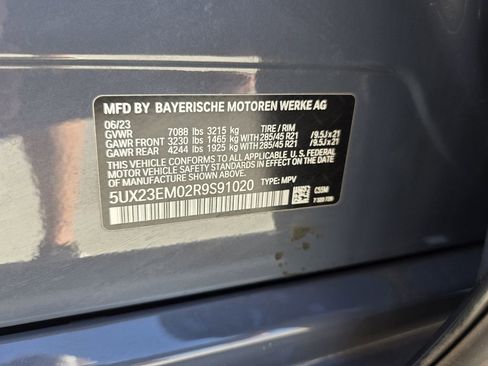 MFD BY BAYERISCHE MOTOREN WERKE AG
06/23
GVWR 7088 lbs 3215 kg TIRE / RIM
GAWR FRONT 3230 lbs 1465 kg WITH 285/45 R21 /9.5Jx21
GAWR REAR 4244 lbs 1925 kg WITH 285/45 R21 /9.5Jx21
THIS VEHICLE CONFORMS TO ALL APPLICABLE U.S. FEDERAL
MOTOR VEHICLE SAFETY STANDARDS IN EFFECT ON THE DATE OF
MANUFACTURE SHOWN ABOVE.
5UX23EM02R9S91020 TYPE: MPV